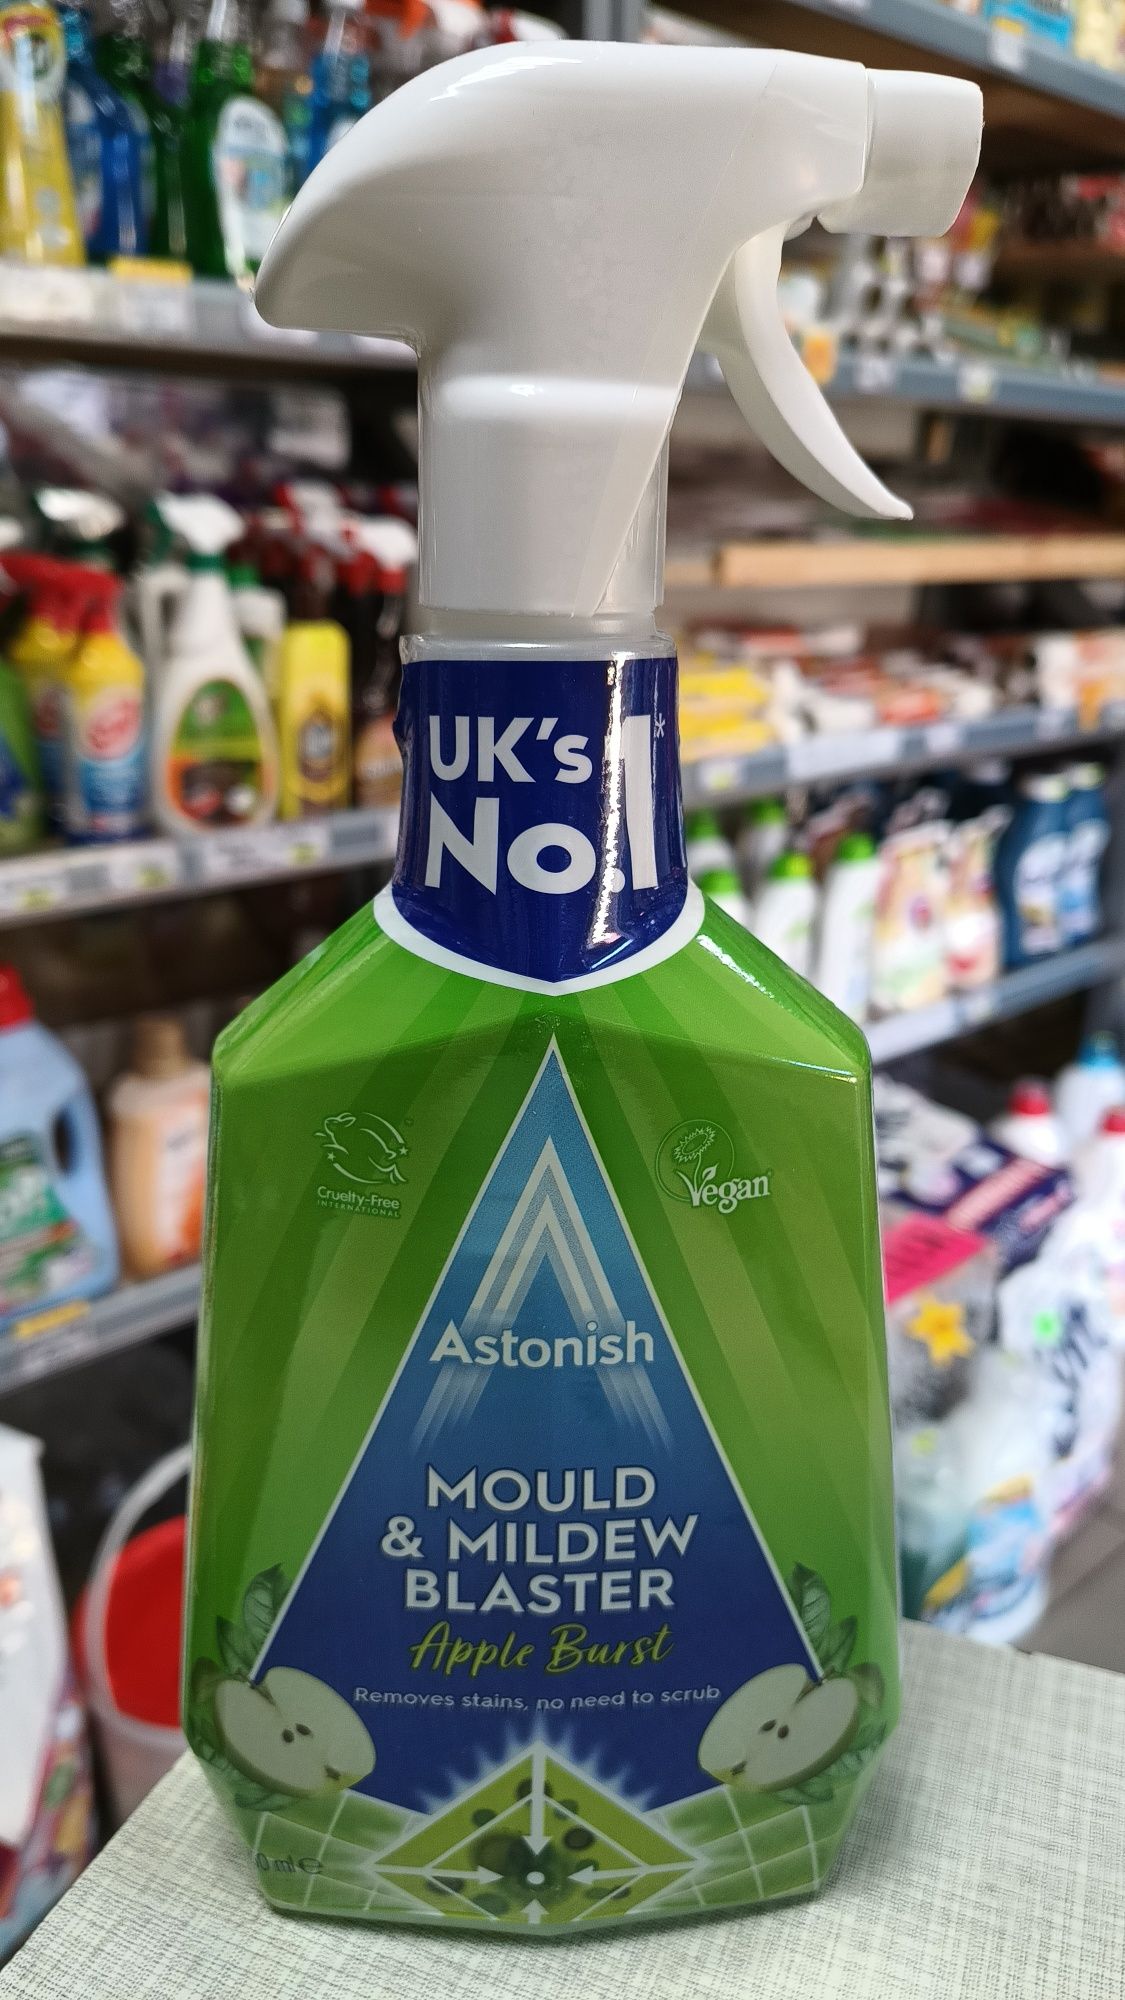 UK's
No.1*
Cruelty-Free
INTERNATIONAL
Vegan
Astonish
MOULD
& MILDEW
BLASTER
Apple Burst
Removes stains, no need to scrub
ml℮